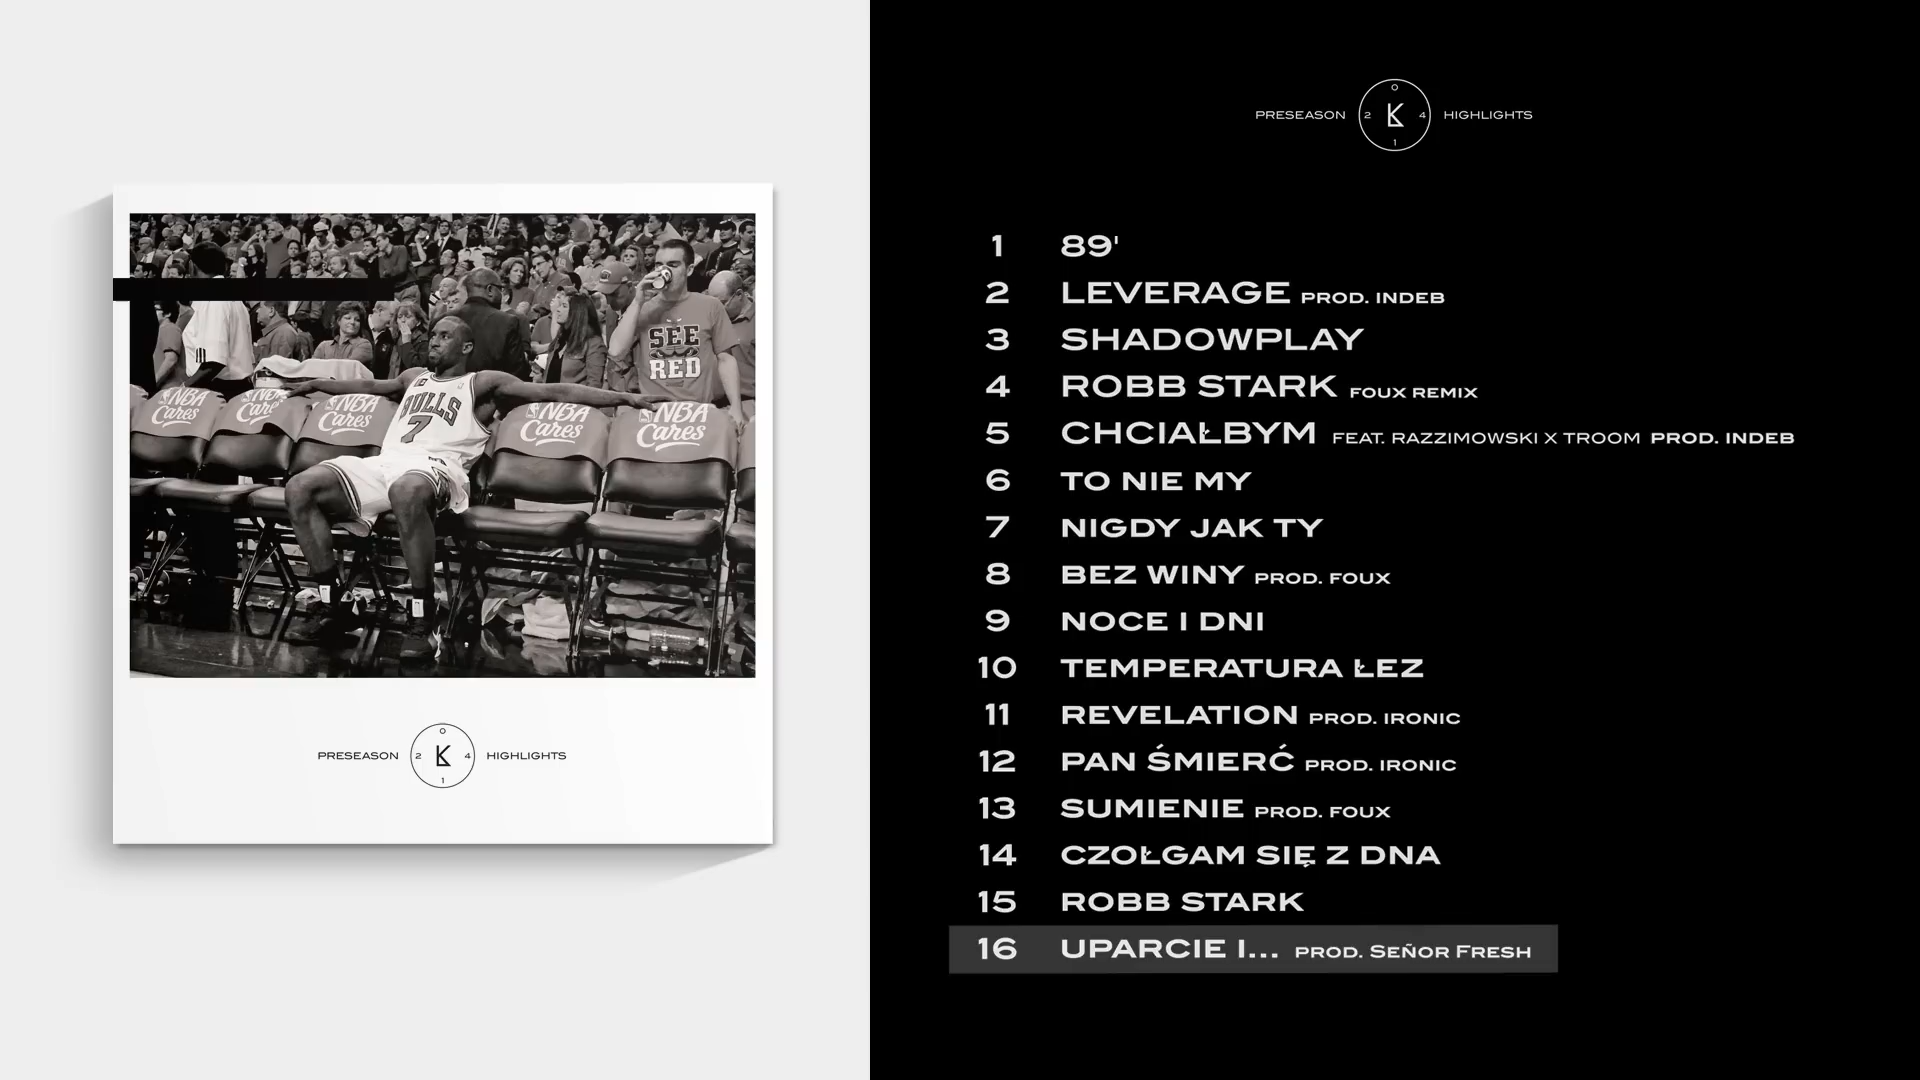 SEE
RED
NBA
Cares
NBA
Cares
NBA
Cares
NBA
Cares
NBA
Cares
BULLS
7
PRESEASON 2 0 K 4 1 HIGHLIGHTS
PRESEASON 2 0 K 4 1 HIGHLIGHTS
1 89'
2 LEVERAGE PROD. INDEB
3 SHADOWPLAY
4 ROBB STARK FOUX REMIX
5 CHCIAŁBYM FEAT. RAZZIMOWSKI X TROOM PROD. INDEB
6 TO NIE MY
7 NIGDY JAK TY
8 BEZ WINY PROD. FOUX
9 NOCE I DNI
10 TEMPERATURA ŁEZ
11 REVELATION PROD. IRONIC
12 PAN ŚMIERĆ PROD. IRONIC
13 SUMIENIE PROD. FOUX
14 CZOŁGAM SIĘ Z DNA
15 ROBB STARK
16 UPARCIE I... PROD. SEÑOR FRESH